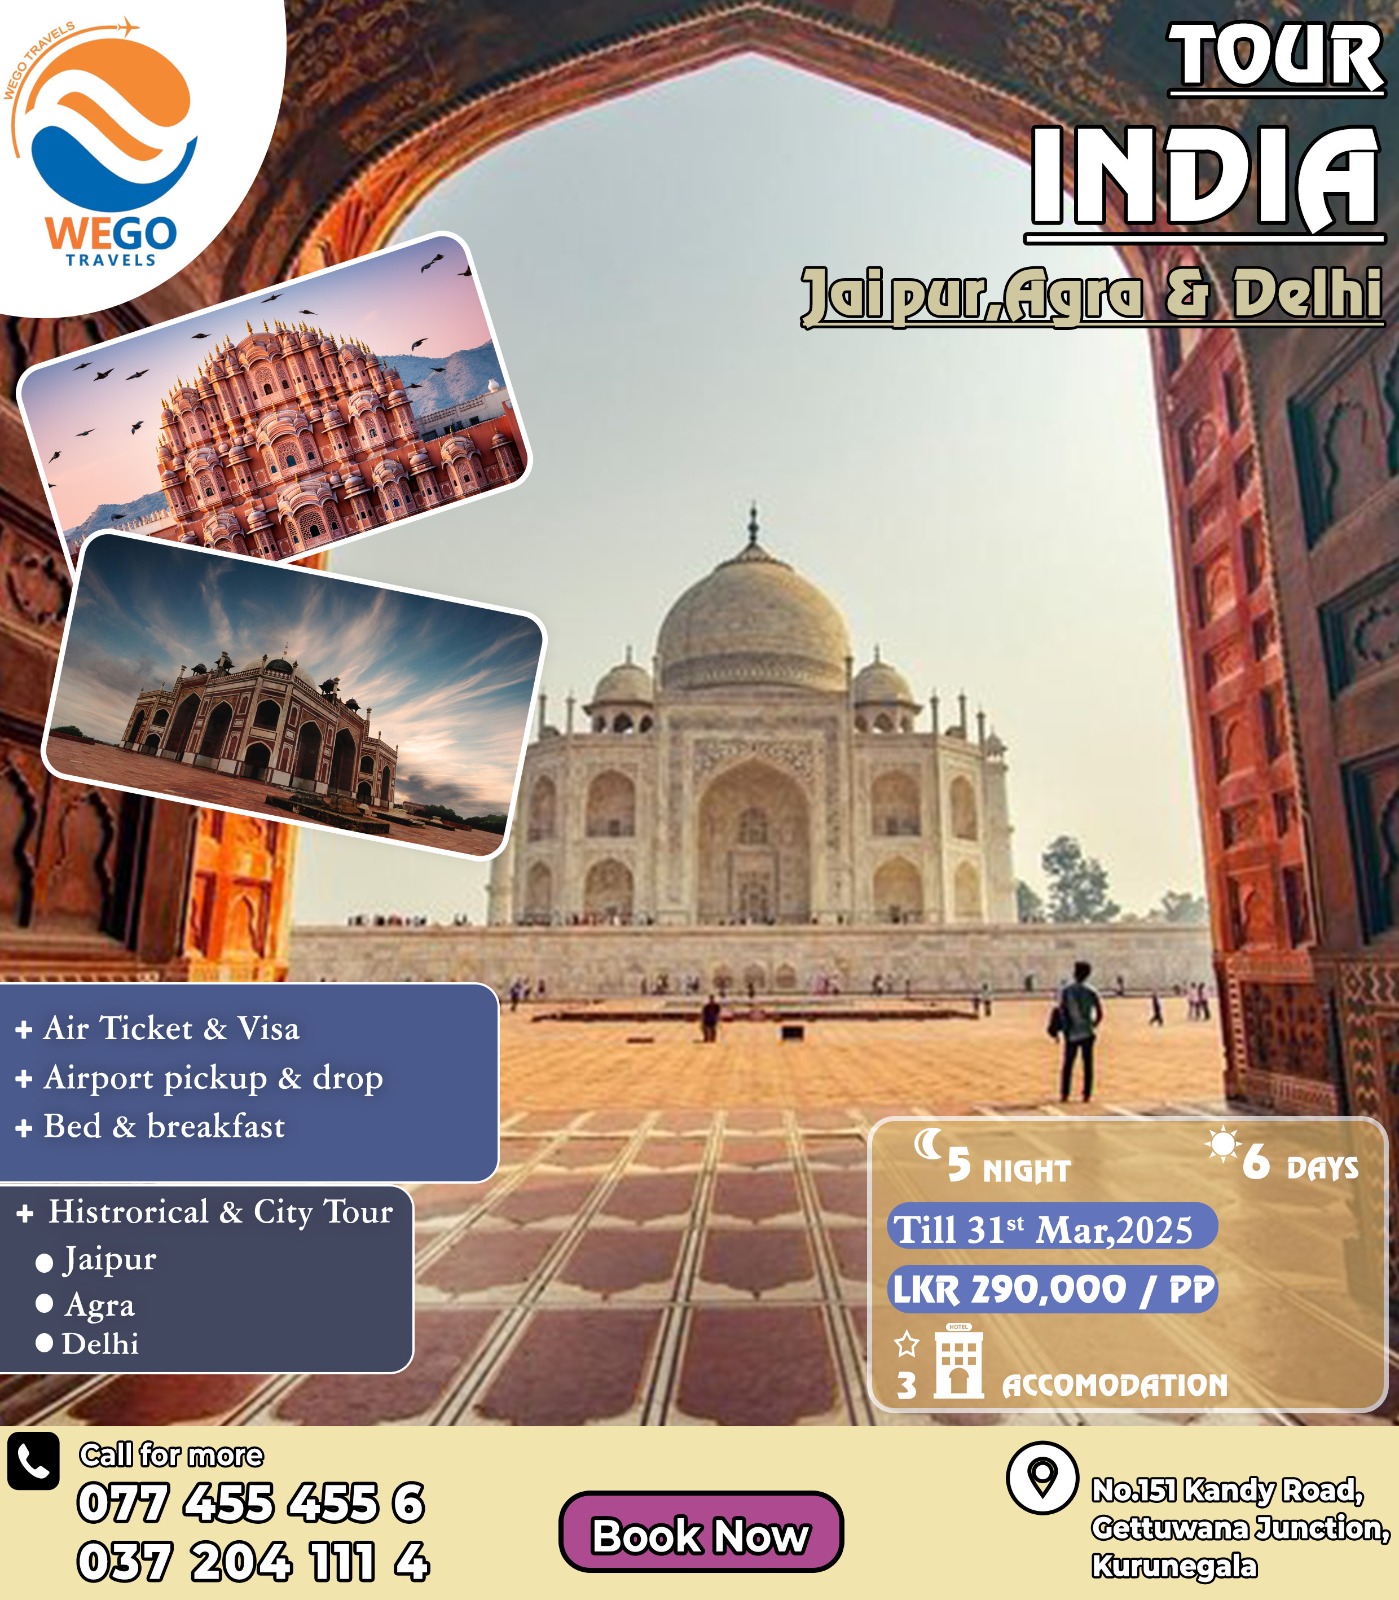 WEGO TRAVELS
WEGO
TRAVELS
TOUR
INDIA
Jaipur,Agra & Delhi
+ Air Ticket & Visa
+ Airport pickup & drop
+ Bed & breakfast
+ Histrorical & City Tour
● Jaipur
● Agra
● Delhi
5 NIGHT
6 DAYS
Till 31st Mar,2025
LKR 290,000 / PP
HOTEL
3 ACCOMODATION
Call for more
077 455 455 6
037 204 111 4
Book Now
No.151 Kandy Road,
Gettuwana Junction,
Kurunegala